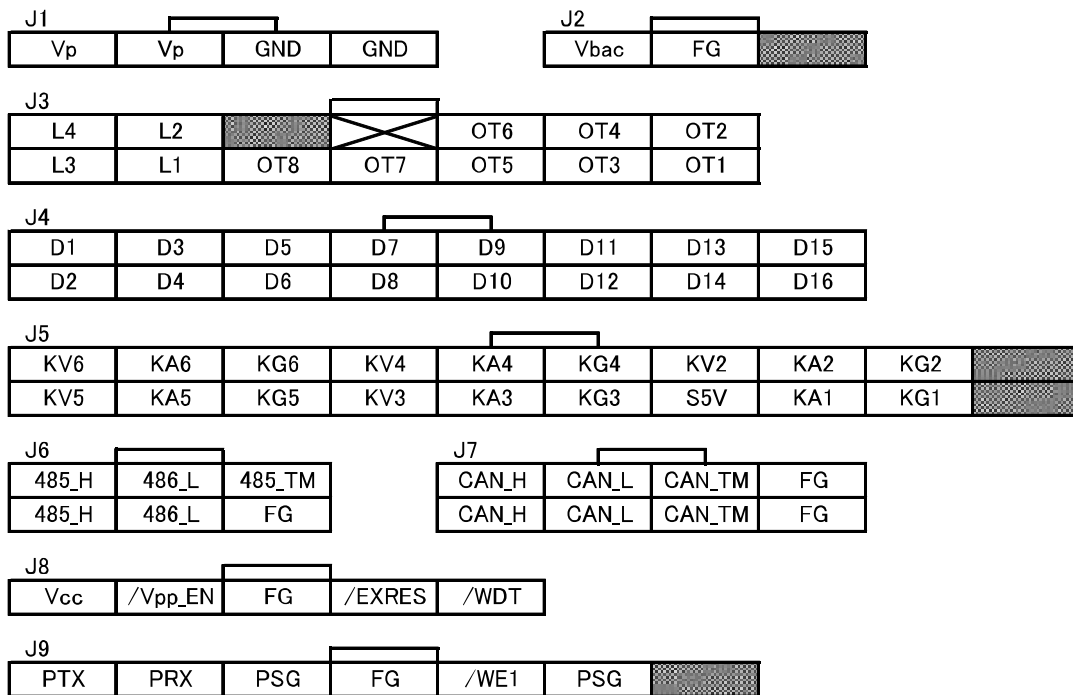 J1 J2
Vp Vp GND GND Vbac FG
J3
L4 L2 OT6 OT4 OT2
L3 L1 OT8 OT7 OT5 OT3 OT1
J4
D1 D3 D5 D7 D9 D11 D13 D15
D2 D4 D6 D8 D10 D12 D14 D16
J5
KV6 KA6 KG6 KV4 KA4 KG4 KV2 KA2 KG2
KV5 KA5 KG5 KV3 KA3 KG3 S5V KA1 KG1
J6 J7
485_H 486_L 485_TM CAN_H CAN_L CAN_TM FG
485_H 486_L FG CAN_H CAN_L CAN_TM FG
J8
Vcc /Vpp_EN FG /EXRES /WDT
J9
PTX PRX PSG FG /WE1 PSG